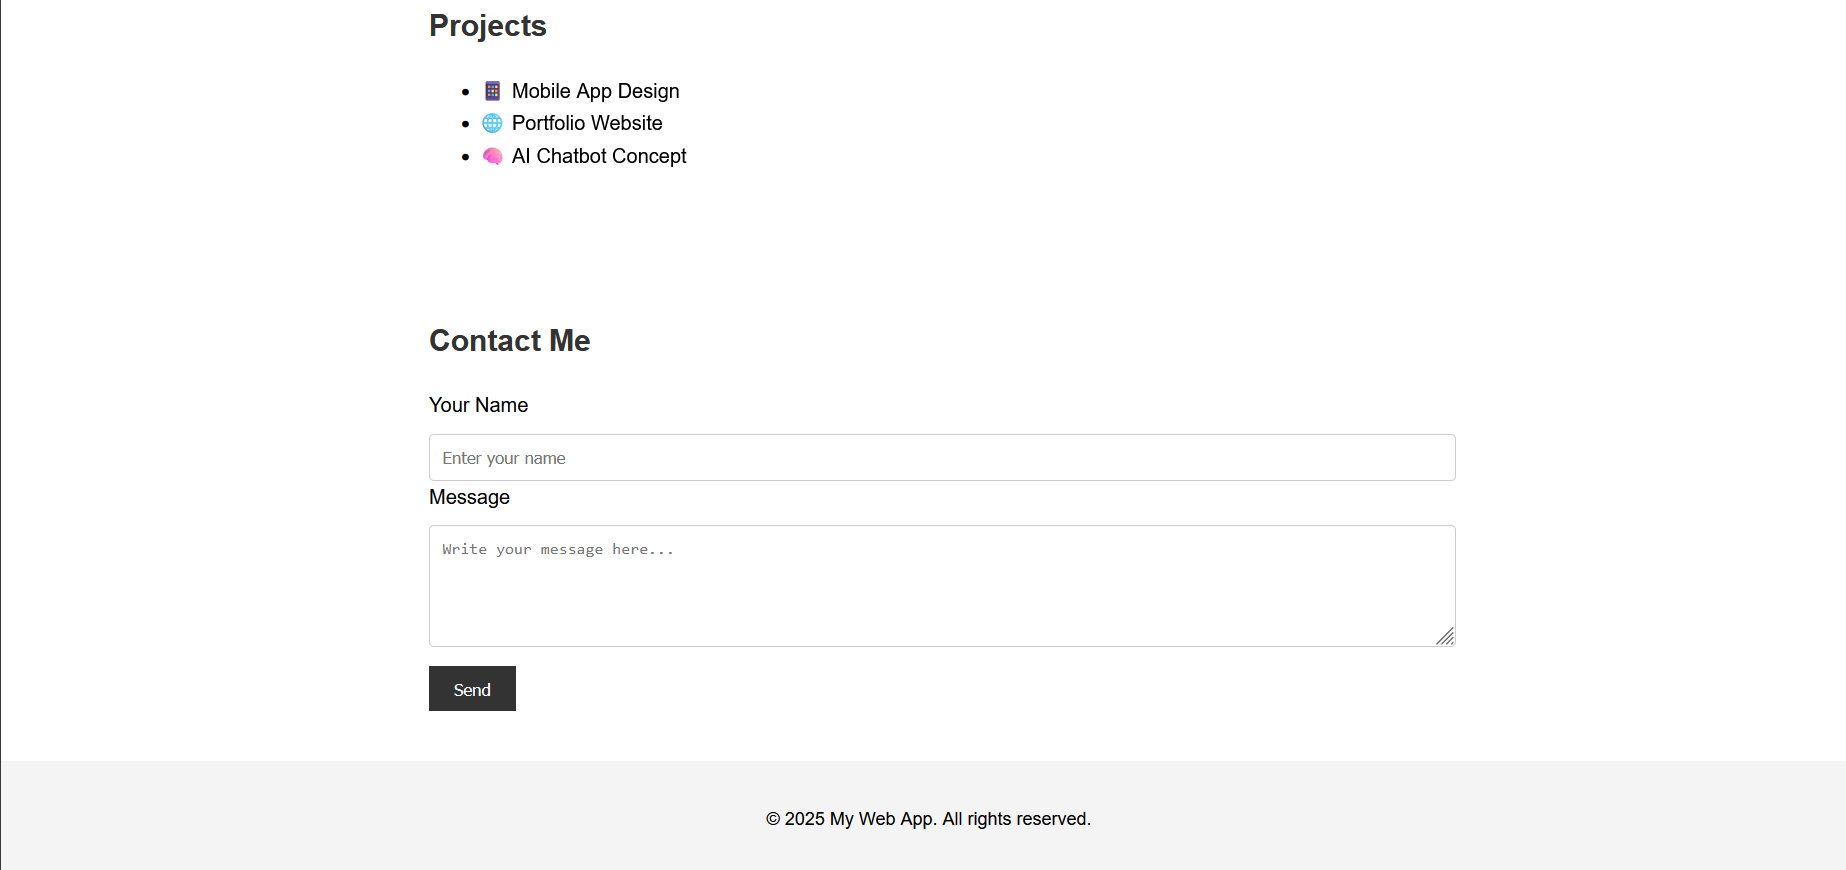 Projects
📱 Mobile App Design
🌐 Portfolio Website
🧠 AI Chatbot Concept
Contact Me
Your Name
Enter your name
Message
Write your message here...
Send
© 2025 My Web App. All rights reserved.